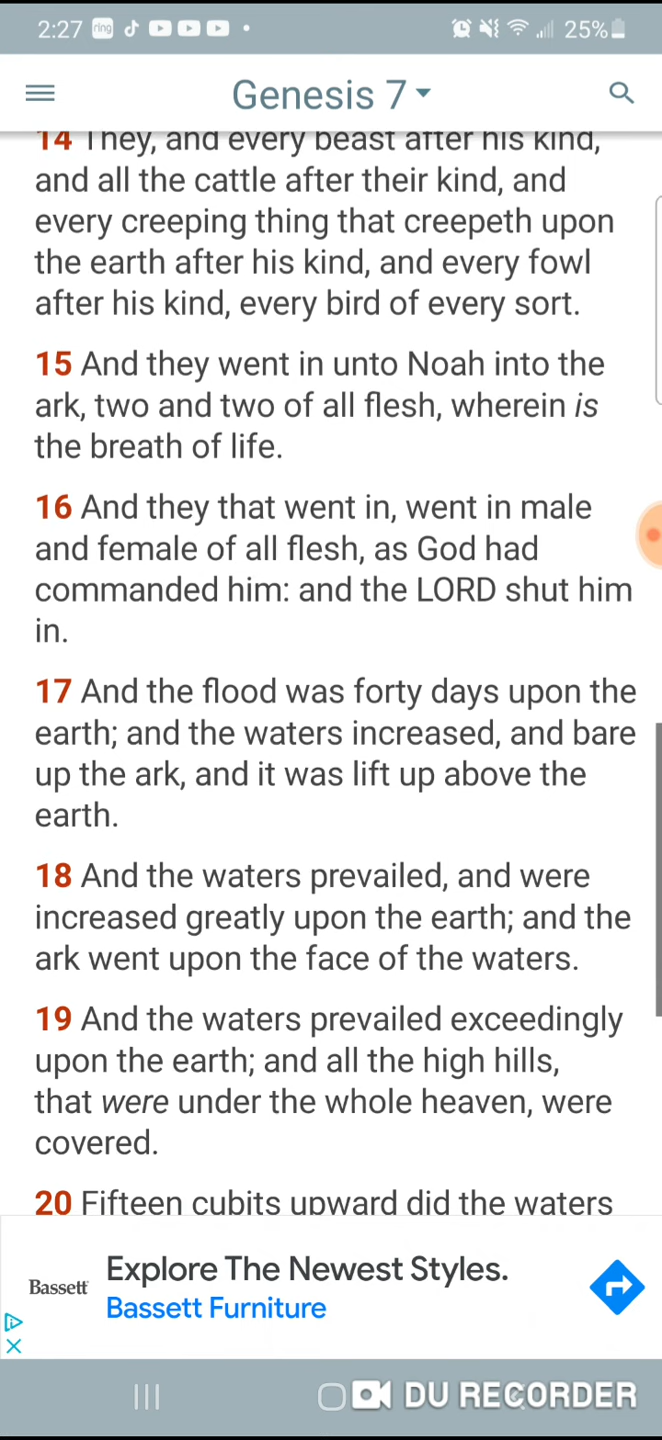 2:27 ring 25%
Genesis 7
14 They, and every beast after his kind,
and all the cattle after their kind, and
every creeping thing that creepeth upon
the earth after his kind, and every fowl
after his kind, every bird of every sort.
15 And they went in unto Noah into the
ark, two and two of all flesh, wherein is
the breath of life.
16 And they that went in, went in male
and female of all flesh, as God had
commanded him: and the LORD shut him
in.
17 And the flood was forty days upon the
earth; and the waters increased, and bare
up the ark, and it was lift up above the
earth.
18 And the waters prevailed, and were
increased greatly upon the earth; and the
ark went upon the face of the waters.
19 And the waters prevailed exceedingly
upon the earth; and all the high hills,
that were under the whole heaven, were
covered.
20 Fifteen cubits upward did the waters
Explore The Newest Styles.
Bassett
Bassett Furniture
DU RECORDER